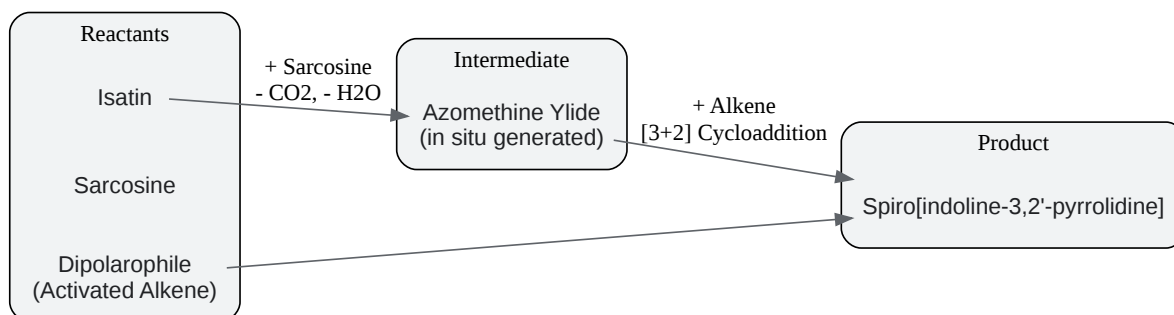 Reactants
Isatin
Sarcosine
Dipolarophile
(Activated Alkene)
+ Sarcosine
- CO2, - H2O
Intermediate
Azomethine Ylide
(in situ generated)
+ Alkene
[3+2] Cycloaddition
Product
Spiro[indoline-3,2'-pyrrolidine]